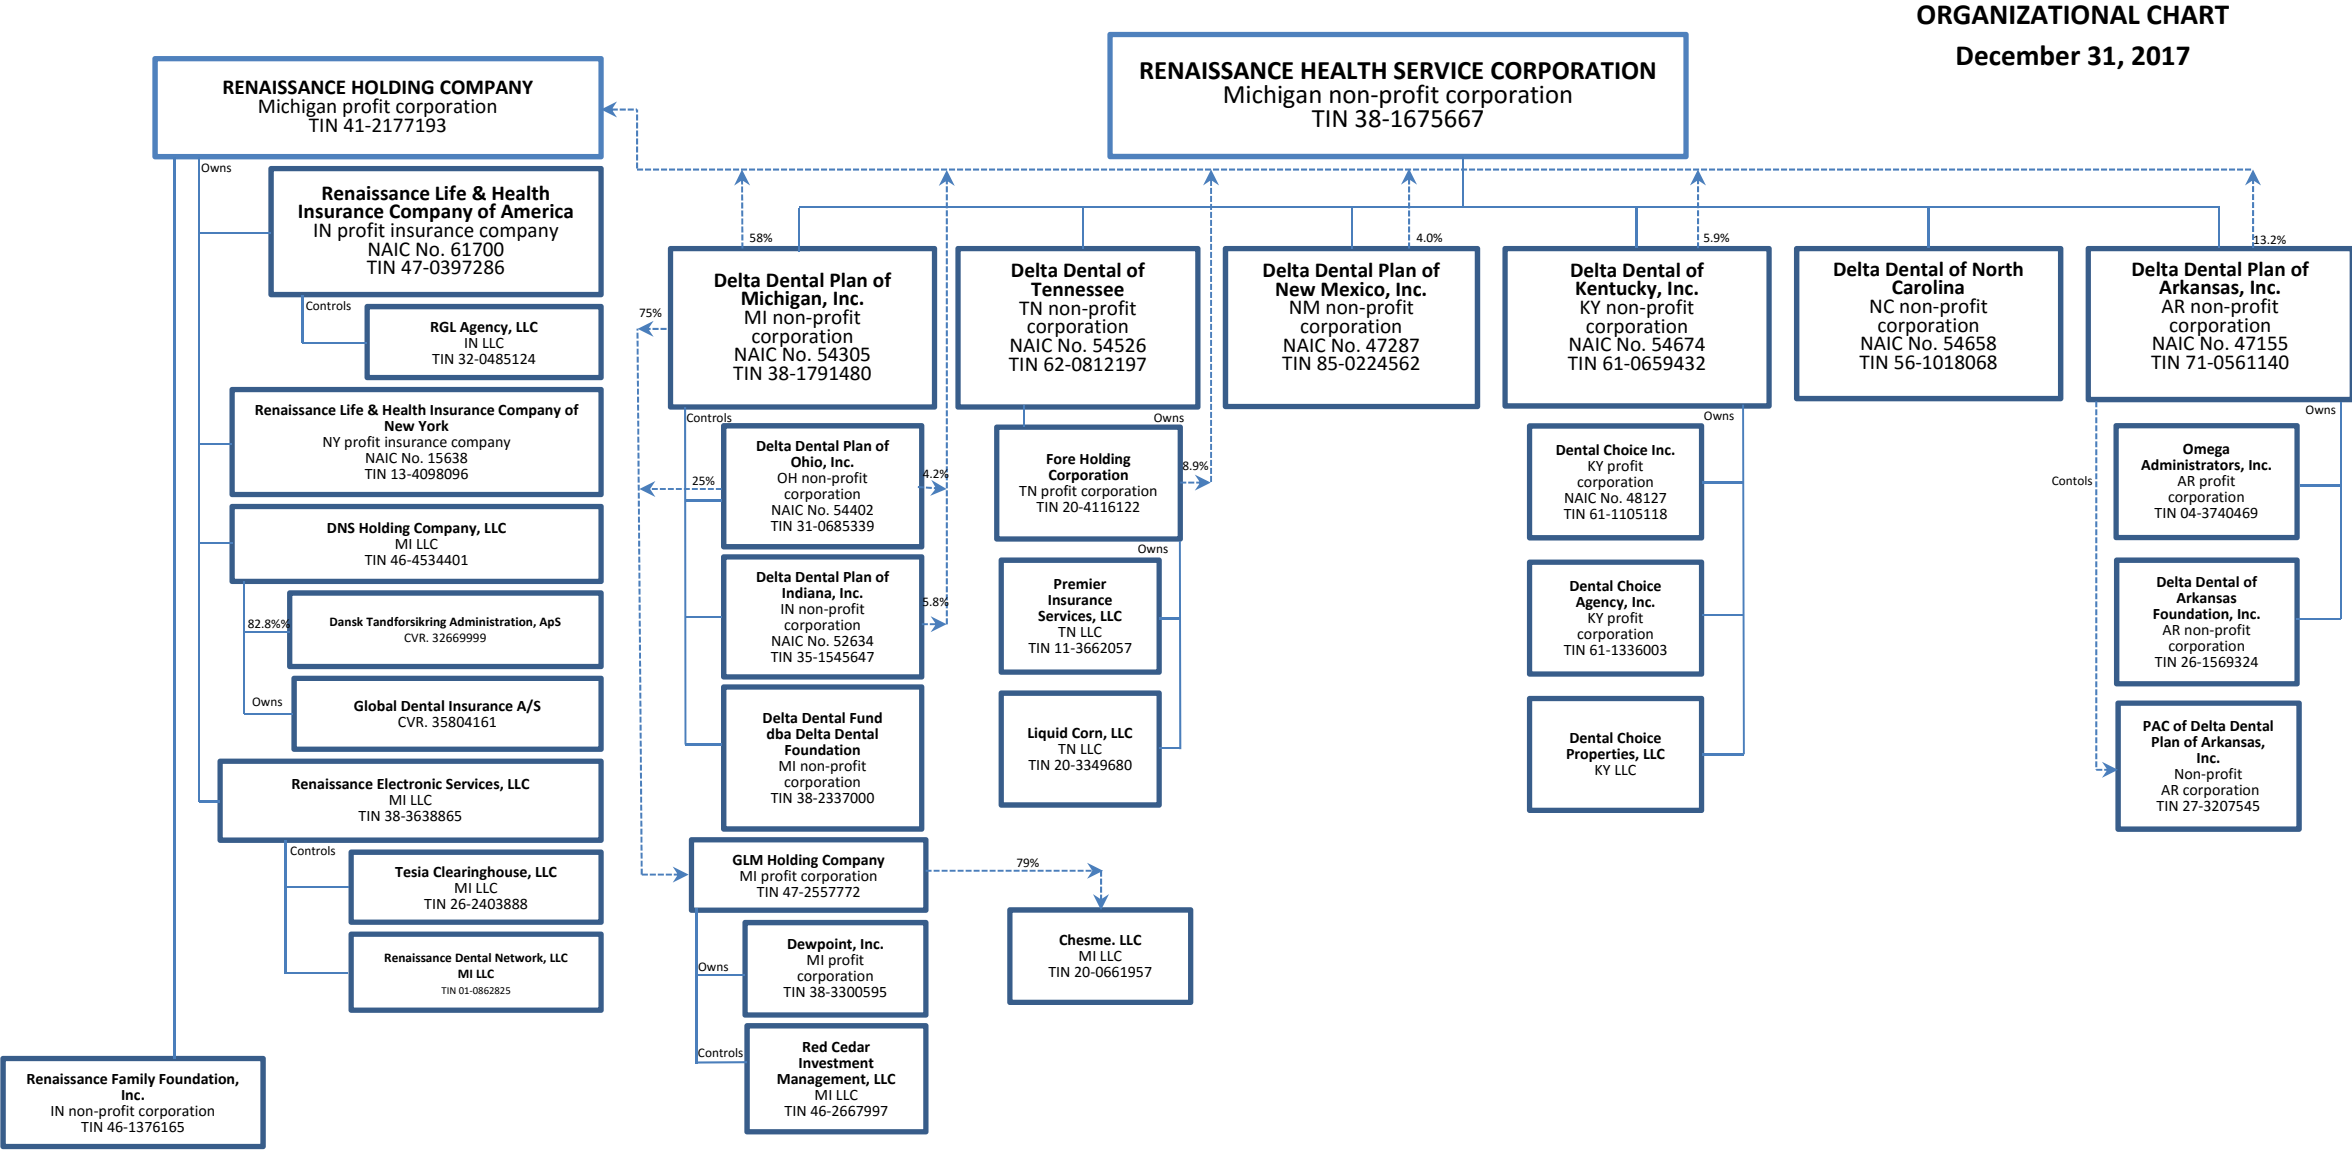 ORGANIZATIONAL CHART
December 31, 2017
RENAISSANCE HOLDING COMPANY
Michigan profit corporation
TIN 41-2177193
RENAISSANCE HEALTH SERVICE CORPORATION
Michigan non-profit corporation
TIN 38-1675667
Owns
Renaissance Life & Health
Insurance Company of America
IN profit insurance company
NAIC No. 61700
TIN 47-0397286
Controls
RGL Agency, LLC
IN LLC
TIN 32-0485124
Renaissance Life & Health Insurance Company of
New York
NY profit insurance company
NAIC No. 15638
TIN 13-4098096
DNS Holding Company, LLC
MI LLC
TIN 46-4534401
82.8%%
Dansk Tandforsikring Administration, ApS
CVR. 32669999
Owns
Global Dental Insurance A/S
CVR. 35804161
Renaissance Electronic Services, LLC
MI LLC
TIN 38-3638865
Controls
Tesia Clearinghouse, LLC
MI LLC
TIN 26-2403888
Renaissance Dental Network, LLC
MI LLC
TIN 01-0862825
Renaissance Family Foundation,
Inc.
IN non-profit corporation
TIN 46-1376165
58%
Delta Dental Plan of
Michigan, Inc.
MI non-profit
corporation
NAIC No. 54305
TIN 38-1791480
75%
Controls
Delta Dental Plan of
Ohio, Inc.
OH non-profit
corporation
NAIC No. 54402
TIN 31-0685339
25%
4.2%
Delta Dental Plan of
Indiana, Inc.
IN non-profit
corporation
NAIC No. 52634
TIN 35-1545647
5.8%
Delta Dental Fund
dba Delta Dental
Foundation
MI non-profit
corporation
TIN 38-2337000
GLM Holding Company
MI profit corporation
TIN 47-2557772
79%
Owns
Dewpoint, Inc.
MI profit
corporation
TIN 38-3300595
Controls
Red Cedar
Investment
Management, LLC
MI LLC
TIN 46-2667997
Chesme. LLC
MI LLC
TIN 20-0661957
Delta Dental of
Tennessee
TN non-profit
corporation
NAIC No. 54526
TIN 62-0812197
Owns
Fore Holding
Corporation
TN profit corporation
TIN 20-4116122
8.9%
Owns
Premier
Insurance
Services, LLC
TN LLC
TIN 11-3662057
Liquid Corn, LLC
TN LLC
TIN 20-3349680
4.0%
Delta Dental Plan of
New Mexico, Inc.
NM non-profit
corporation
NAIC No. 47287
TIN 85-0224562
5.9%
Delta Dental of
Kentucky, Inc.
KY non-profit
corporation
NAIC No. 54674
TIN 61-0659432
Owns
Dental Choice Inc.
KY profit
corporation
NAIC No. 48127
TIN 61-1105118
Dental Choice
Agency, Inc.
KY profit
corporation
TIN 61-1336003
Dental Choice
Properties, LLC
KY LLC
Delta Dental of North
Carolina
NC non-profit
corporation
NAIC No. 54658
TIN 56-1018068
13.2%
Delta Dental Plan of
Arkansas, Inc.
AR non-profit
corporation
NAIC No. 47155
TIN 71-0561140
Owns
Contols
Omega
Administrators, Inc.
AR profit
corporation
TIN 04-3740469
Delta Dental of
Arkansas
Foundation, Inc.
AR non-profit
corporation
TIN 26-1569324
PAC of Delta Dental
Plan of Arkansas,
Inc.
Non-profit
AR corporation
TIN 27-3207545